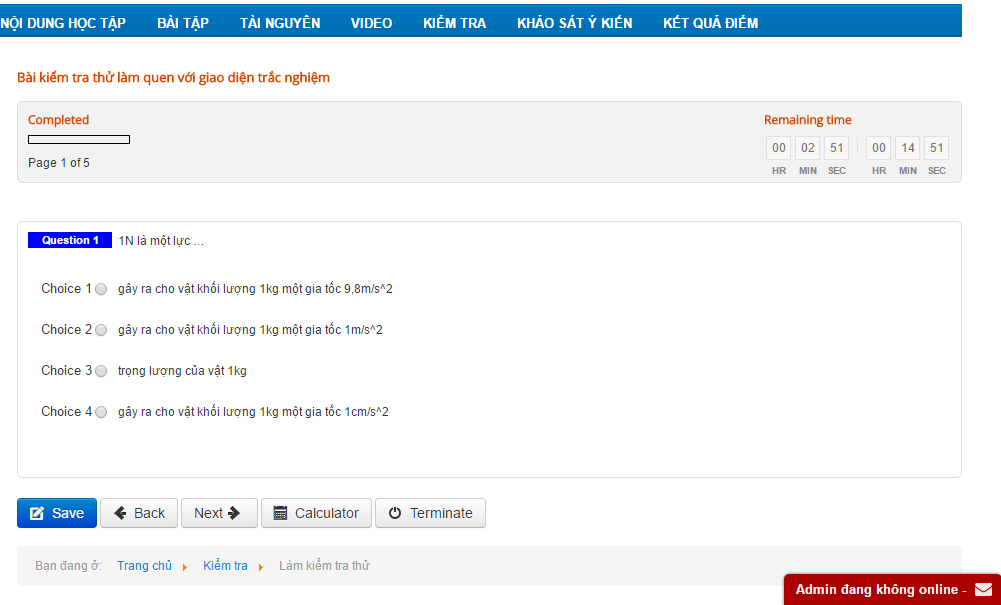 NỘI DUNG HỌC TẬP BÀI TẬP TÀI NGUYÊN VIDEO KIỂM TRA KHẢO SÁT Ý KIẾN KẾT QUẢ ĐIỂM
Bài kiểm tra thử làm quen với giao diện trắc nghiệm
Completed
Page 1 of 5
Remaining time
00 02 51 00 14 51
HR MIN SEC HR MIN SEC
Question 1 1N là một lực ...
Choice 1 gây ra cho vật khối lượng 1kg một gia tốc 9,8m/s^2
Choice 2 gây ra cho vật khối lượng 1kg một gia tốc 1m/s^2
Choice 3 trọng lượng của vật 1kg
Choice 4 gây ra cho vật khối lượng 1kg một gia tốc 1cm/s^2
Save Back Next Calculator Terminate
Bạn đang ở: Trang chủ Kiểm tra Làm kiểm tra thử
Admin đang không online -